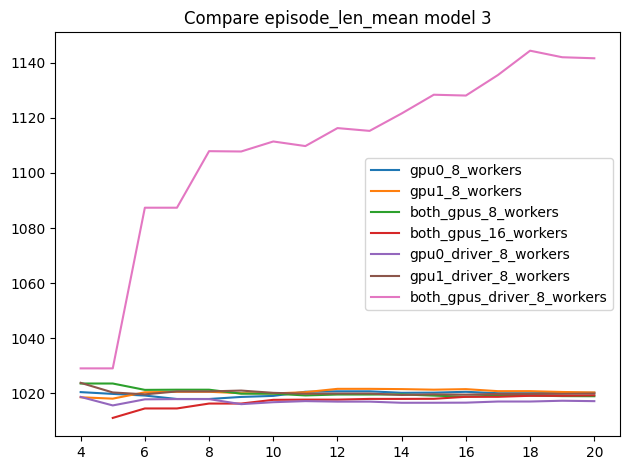 Compare episode_len_mean model 3
1140
1120
1100
1080
1060
1040
1020
gpu0_8_workers
gpu1_8_workers
both_gpus_8_workers
both_gpus_16_workers
gpu0_driver_8_workers
gpu1_driver_8_workers
both_gpus_driver_8_workers
4 6 8 10 12 14 16 18 20